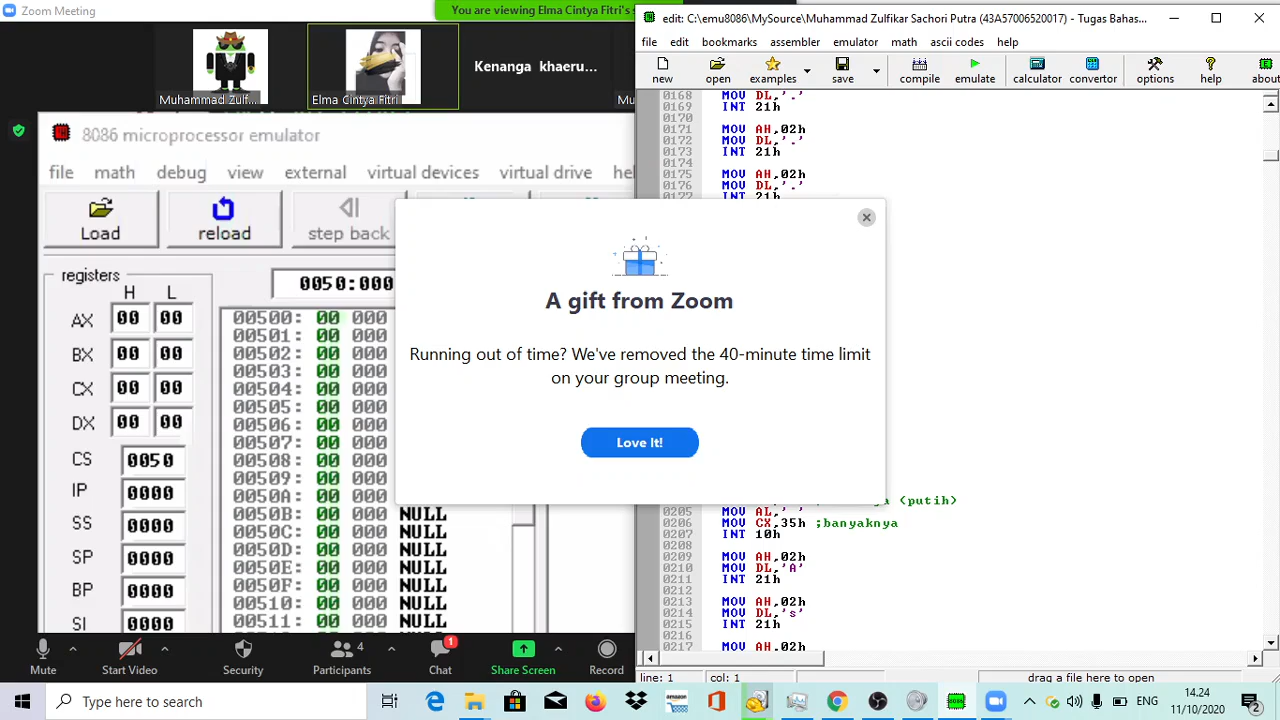 Zoom Meeting
You are viewing Elma Cintya Fitri's s
Muhammad Zulf...
Elma Cintya Fitri
Kenanga khaeru...
Mu
8086 microprocessor emulator
file math debug view external virtual devices virtual drive he
Load
reload
step back
registers
H L
0050:000
AX 00 00
BX 00 00
CX 00 00
DX 00 00
CS 0050
IP 0000
SS 0000
SP 0000
BP 0000
SI 0000
00500: 00 000
00501: 00 000
00502: 00 000
00503: 00 000
00504: 00 000
00505: 00 000
00506: 00 000
00507: 00 000
00508: 00 000
00509: 00 000
0050A: 00 000
0050B: 00 000 NULL
0050C: 00 000 NULL
0050D: 00 000 NULL
0050E: 00 000 NULL
0050F: 00 000 NULL
00510: 00 000 NULL
00511: 00 000 NULL
A gift from Zoom
Running out of time? We've removed the 40-minute time limit
on your group meeting.
Love It!
edit: C:\emu8086\MySource\Muhammad Zulfikar Sachori Putra (43A57006520017) - Tugas Bahas...
file edit bookmarks assembler emulator math ascii codes help
new open examples save compile emulate calculator convertor options help about
0168 MOV DL,'.'
0169 INT 21h
0170
0171 MOV AH,02h
0172 MOV DL,'.'
0173 INT 21h
0174
0175 MOV AH,02h
0176 MOV DL,'.'
0177 INT 21h
(putih)
0205 MOV AL,' '
0206 MOV CX,35h ;banyaknya
0207 INT 10h
0208
0209 MOV AH,02h
0210 MOV DL,'A'
0211 INT 21h
0212
0213 MOV AH,02h
0214 MOV DL,'s'
0215 INT 21h
0216
0217 MOV AH,02h
line: 1 col: 1 drag a file here to open
Mute
Start Video
Security
4
Participants
1
Chat
Share Screen
Record
Type here to search
amazon
ENG
14.24
11/10/2020
2